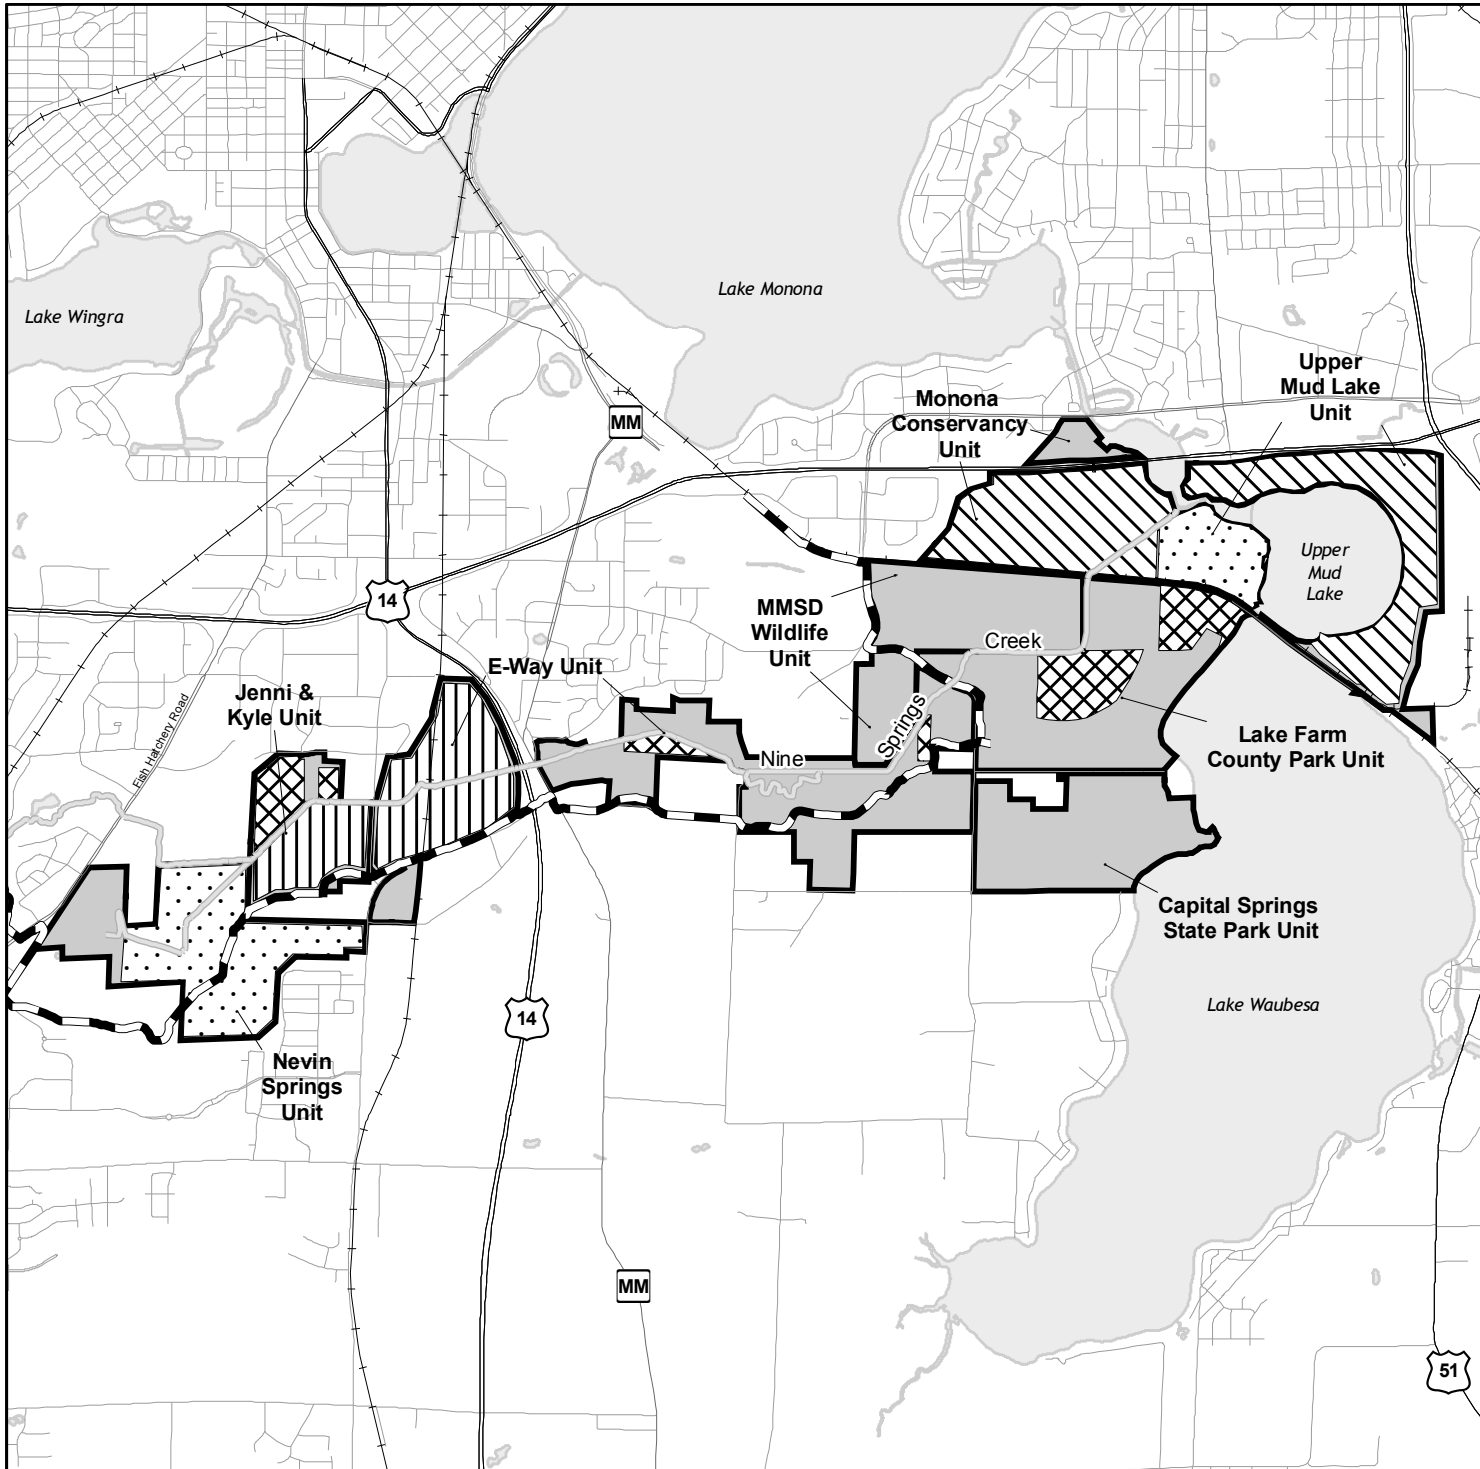 Lake Monona
Lake Wingra
Upper
Mud Lake
Unit
Monona
Conservancy
Unit
MM
Upper
Mud
Lake
14
MMSD
Wildlife
Unit
Creek
E-Way Unit
Jenni &
Kyle Unit
Fish Hatchery Road
Springs
Nine
Lake Farm
County Park Unit
Capital Springs
State Park Unit
Lake Waubesa
14
Nevin
Springs
Unit
MM
51